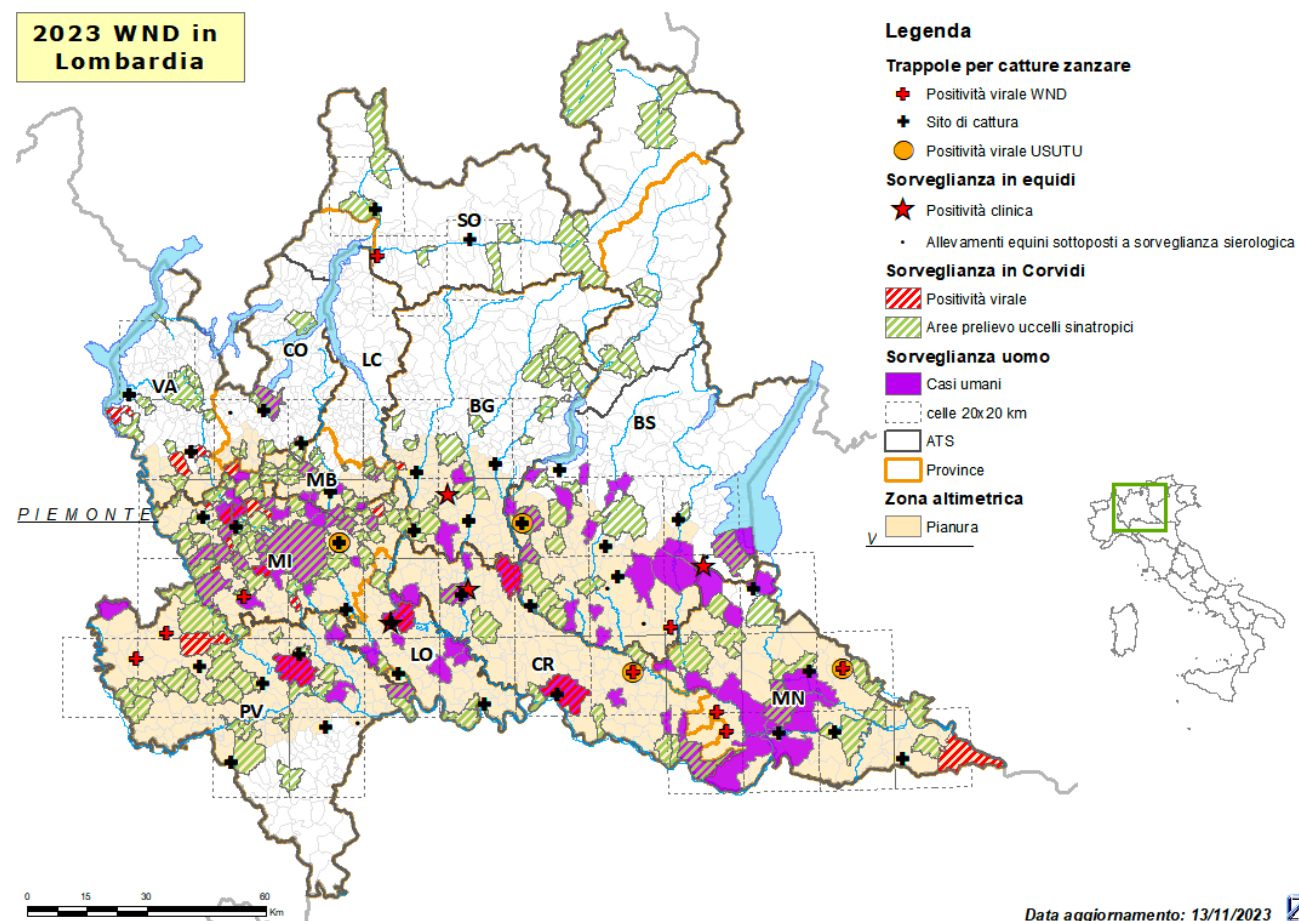 2023 WND in
Lombardia
Legenda
Trappole per catture zanzare
Positività virale WND
Sito di cattura
Positività virale USUTU
Sorveglianza in equidi
Positività clinica
Allevamenti equini sottoposti a sorveglianza sierologica
Sorveglianza in Corvidi
Positività virale
Aree prelievo uccelli sinatropici
Sorveglianza uomo
Casi umani
celle 20x20 km
ATS
Province
Zona altimetrica
Pianura
V
SO
CO
LC
VA
BG
BS
MB
PIEMONTE
MI
LO
CR
MN
PV
0 15 30 60
Km
Data aggiornamento: 13/11/2023